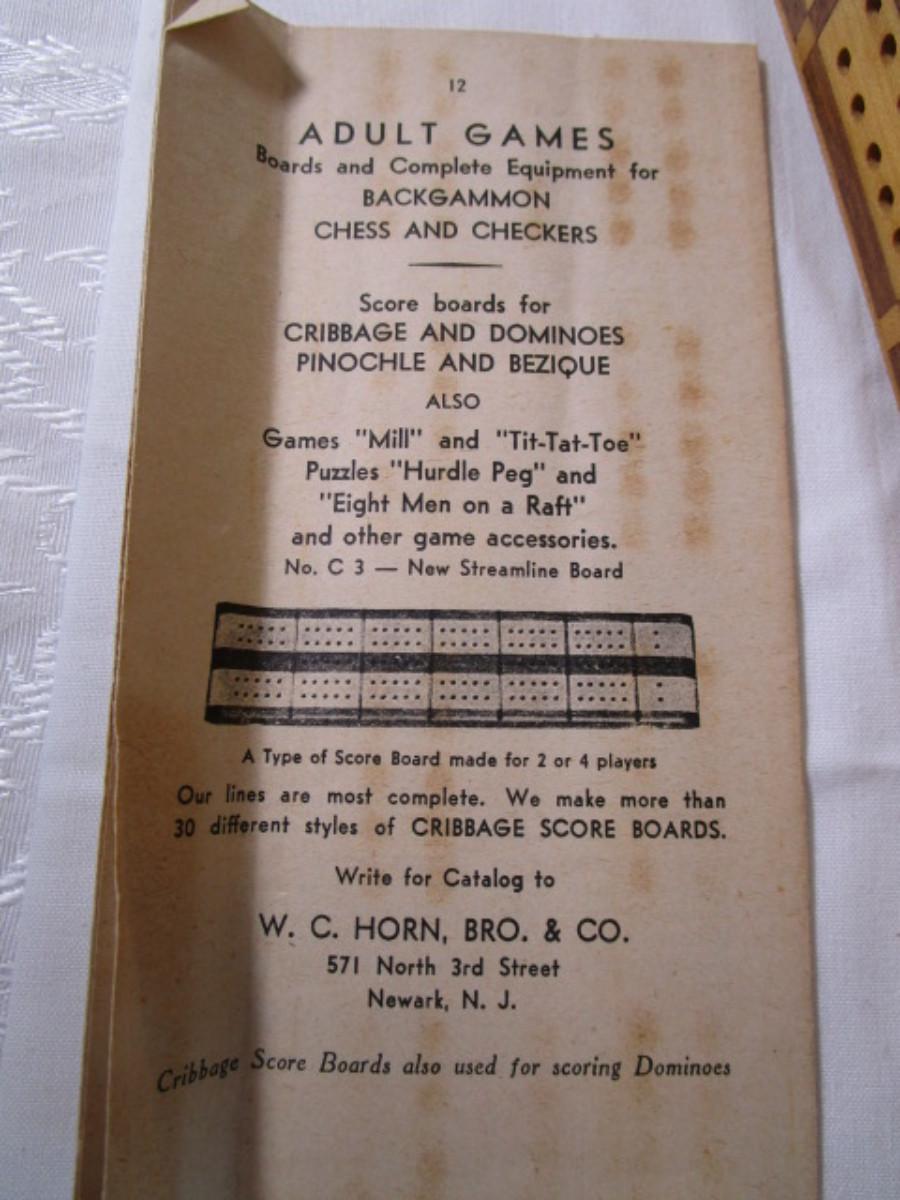 12
ADULT GAMES
Boards and Complete Equipment for
BACKGAMMON
CHESS AND CHECKERS
Score boards for
CRIBBAGE AND DOMINOES
PINOCHLE AND BEZIQUE
ALSO
Games "Mill" and "Tit-Tat-Toe"
Puzzles "Hurdle Peg" and
"Eight Men on a Raft"
and other game accessories.
No. C 3 — New Streamline Board
A Type of Score Board made for 2 or 4 players
Our lines are most complete. We make more than
30 different styles of CRIBBAGE SCORE BOARDS.
Write for Catalog to
W. C. HORN, BRO. & CO.
571 North 3rd Street
Newark, N. J.
Cribbage Score Boards also used for scoring Dominoes